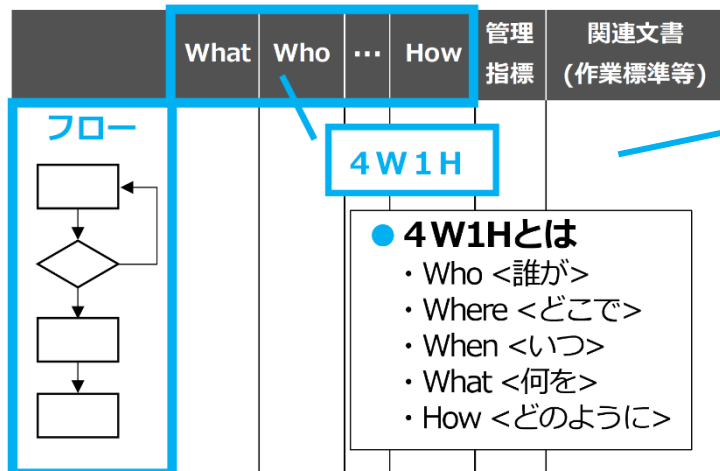 What Who … How 管理指標 関連文書(作業標準等)
フロー
４Ｗ１Ｈ
● ４W1Hとは
・Who <誰が>
・Where <どこで>
・When <いつ>
・What <何を>
・How <どのように>